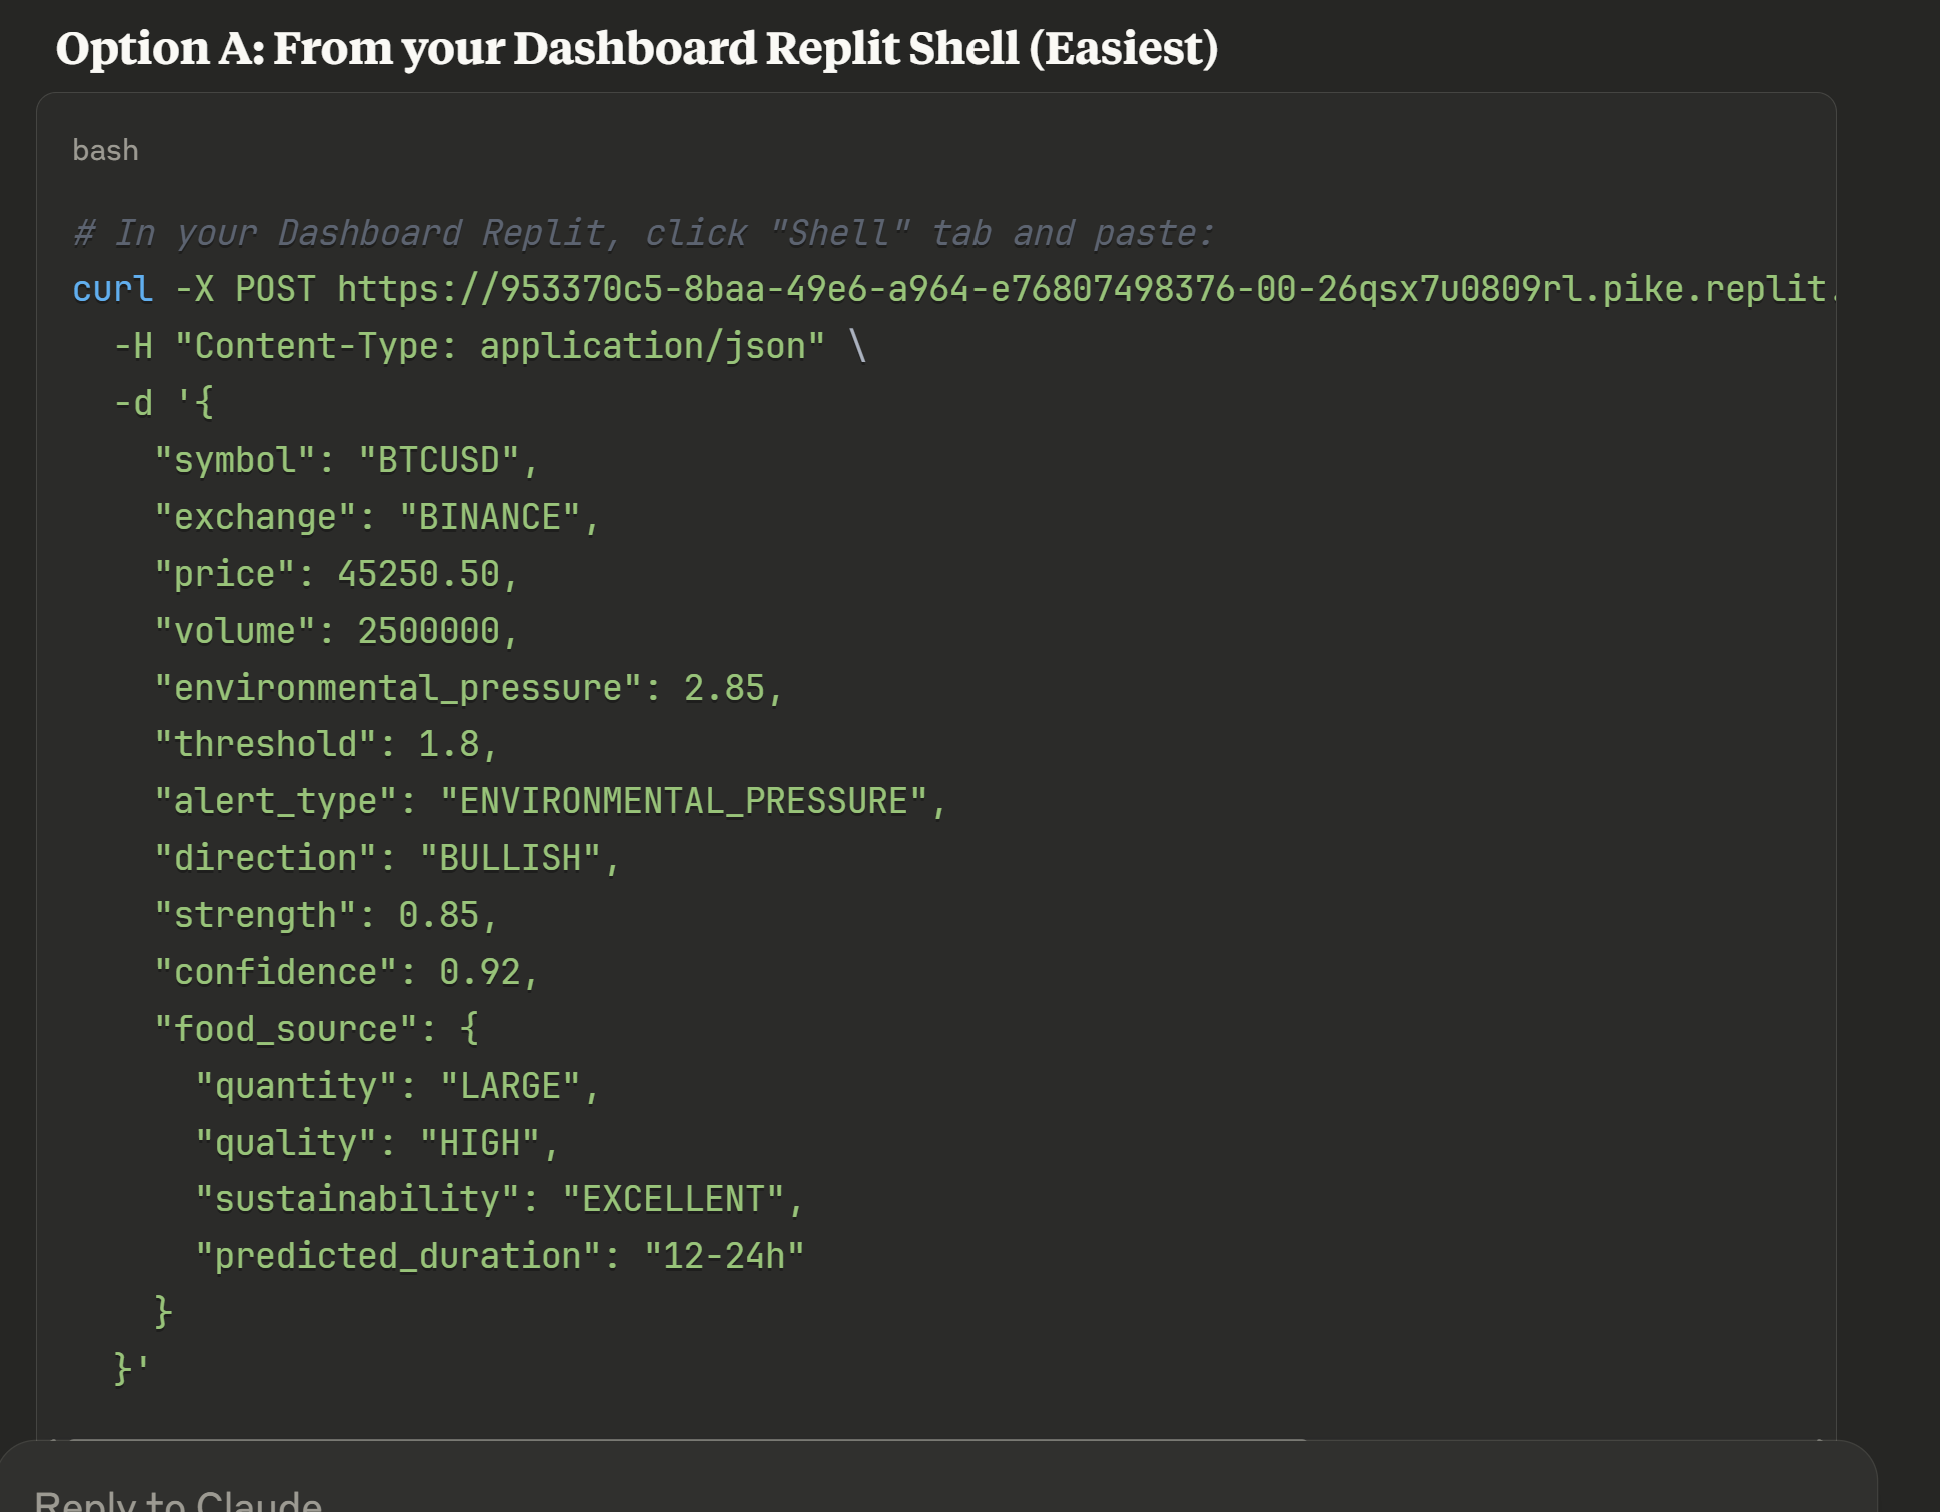 Option A: From your Dashboard Replit Shell (Easiest)
bash
# In your Dashboard Replit, click "Shell" tab and paste:
curl -X POST https://953370c5-8baa-49e6-a964-e76807498376-00-26qsx7u0809rl.pike.replit.
-H "Content-Type: application/json" \
-d '{
"symbol": "BTCUSD",
"exchange": "BINANCE",
"price": 45250.50,
"volume": 2500000,
"environmental_pressure": 2.85,
"threshold": 1.8,
"alert_type": "ENVIRONMENTAL_PRESSURE",
"direction": "BULLISH",
"strength": 0.85,
"confidence": 0.92,
"food_source": {
"quantity": "LARGE",
"quality": "HIGH",
"sustainability": "EXCELLENT",
"predicted_duration": "12-24h"
}
}'
Reply to Claude